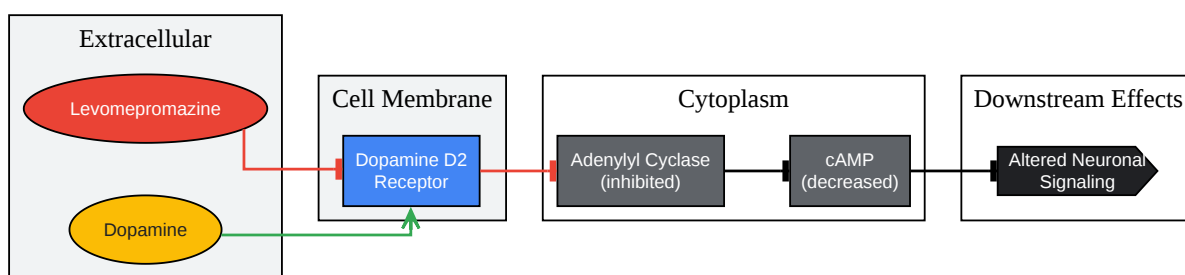 Extracellular
Levomepromazine
Dopamine
Cell Membrane
Dopamine D2
Receptor
Cytoplasm
Adenylyl Cyclase
(inhibited)
cAMP
(decreased)
Downstream Effects
Altered Neuronal
Signaling